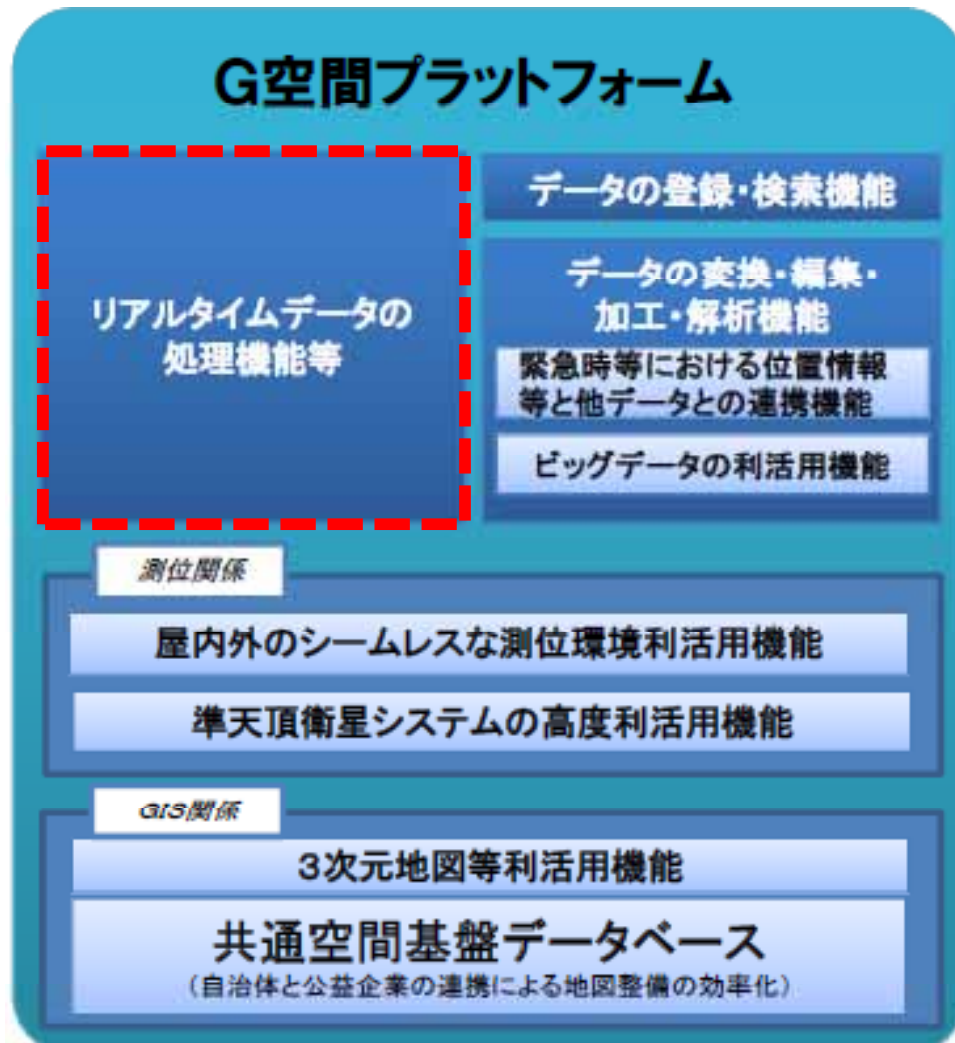 G空間プラットフォーム
リアルタイムデータの
処理機能等
データの登録・検索機能
データの変換・編集・
加工・解析機能
緊急時等における位置情報
等と他データとの連携機能
ビッグデータの利活用機能
測位関係
屋内外のシームレスな測位環境利活用機能
準天頂衛星システムの高度利活用機能
GIS関係
３次元地図等利活用機能
共通空間基盤データベース
（自治体と公益企業の連携による地図整備の効率化）